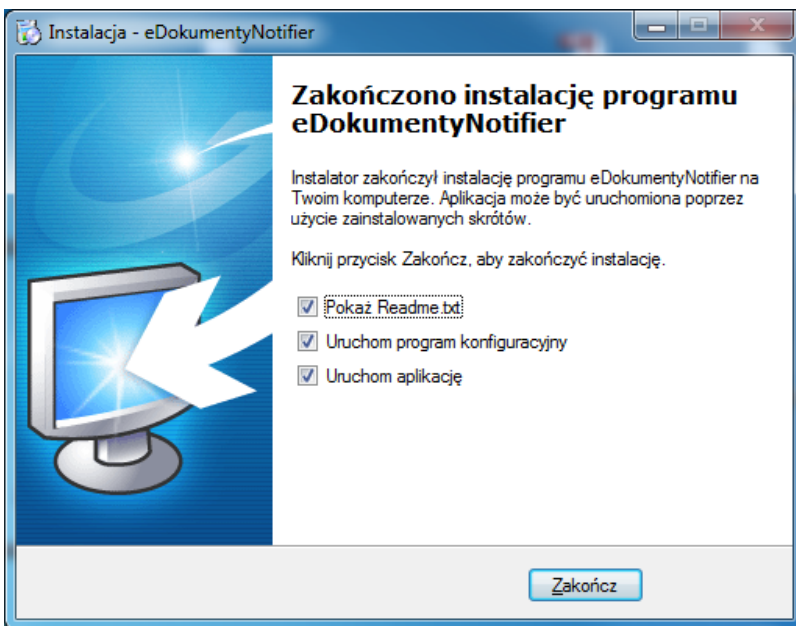 Instalacja - eDokumentyNotifier
Zakończono instalację programu
eDokumentyNotifier
Instalator zakończył instalację programu eDokumentyNotifier na
Twoim komputerze. Aplikacja może być uruchomiona poprzez
użycie zainstalowanych skrótów.
Kliknij przycisk Zakończ, aby zakończyć instalację.
Pokaż Readme.txt
Uruchom program konfiguracyjny
Uruchom aplikację
Zakończ